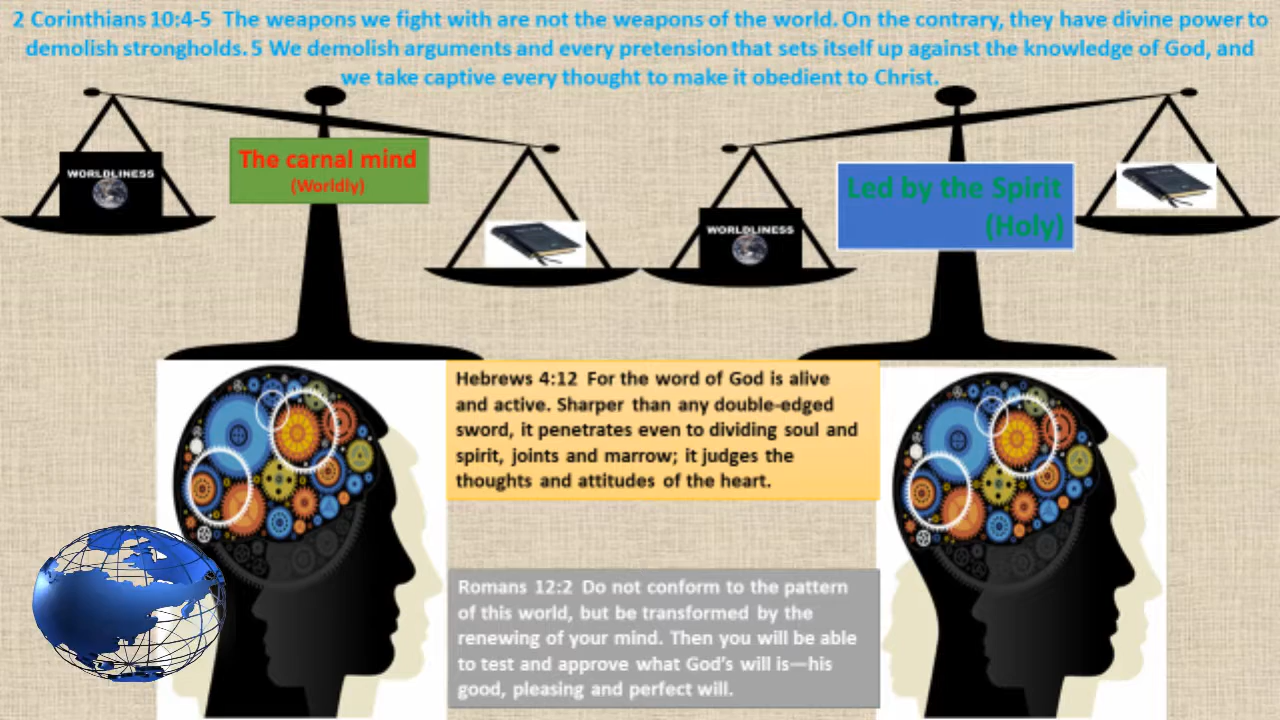 2 Corinthians 10:4-5 The weapons we fight with are not the weapons of the world. On the contrary, they have divine power to
demolish strongholds. 5 We demolish arguments and every pretension that sets itself up against the knowledge of God, and
we take captive every thought to make it obedient to Christ.
WORLDLINESS
The carnal mind
(Worldly)
WORLDLINESS
Led by the Spirit
(Holy)
Hebrews 4:12 For the word of God is alive
and active. Sharper than any double-edged
sword, it penetrates even to dividing soul and
spirit, joints and marrow; it judges the
thoughts and attitudes of the heart.
Romans 12:2 Do not conform to the pattern
of this world, but be transformed by the
renewing of your mind. Then you will be able
to test and approve what God's will is—his
good, pleasing and perfect will.